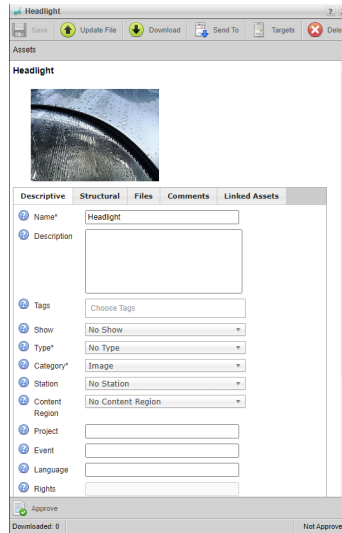 Headlight ?
Save Update File Download Send To Targets
Assets
Headlight
Descriptive Structural Files Comments Linked Assets
Name* Headlight
Description
Tags Choose Tags
Show No Show
Type* No Type
Category* Image
Station No Station
Content No Content Region
Region
Project
Event
Language
Rights
Approve
Downloaded: 0 Not Approve